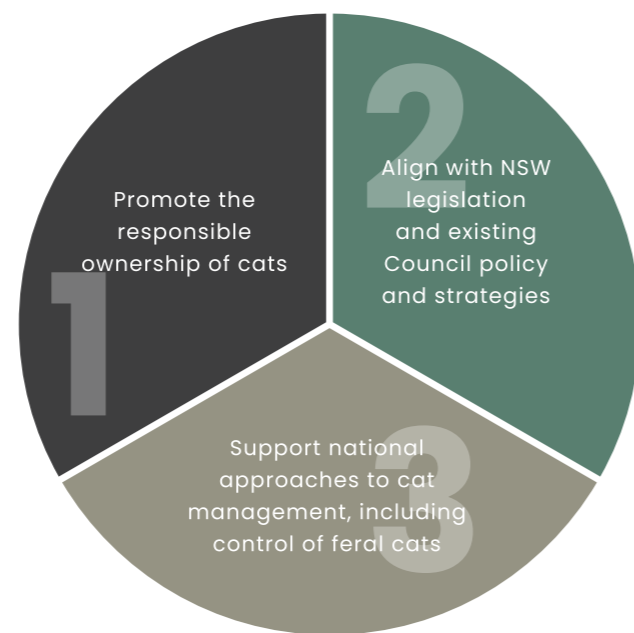 1
Promote the
responsible
ownership of cats
2
Align with NSW
legislation
and existing
Council policy
and strategies
3
Support national
approaches to cat
management, including
control of feral cats